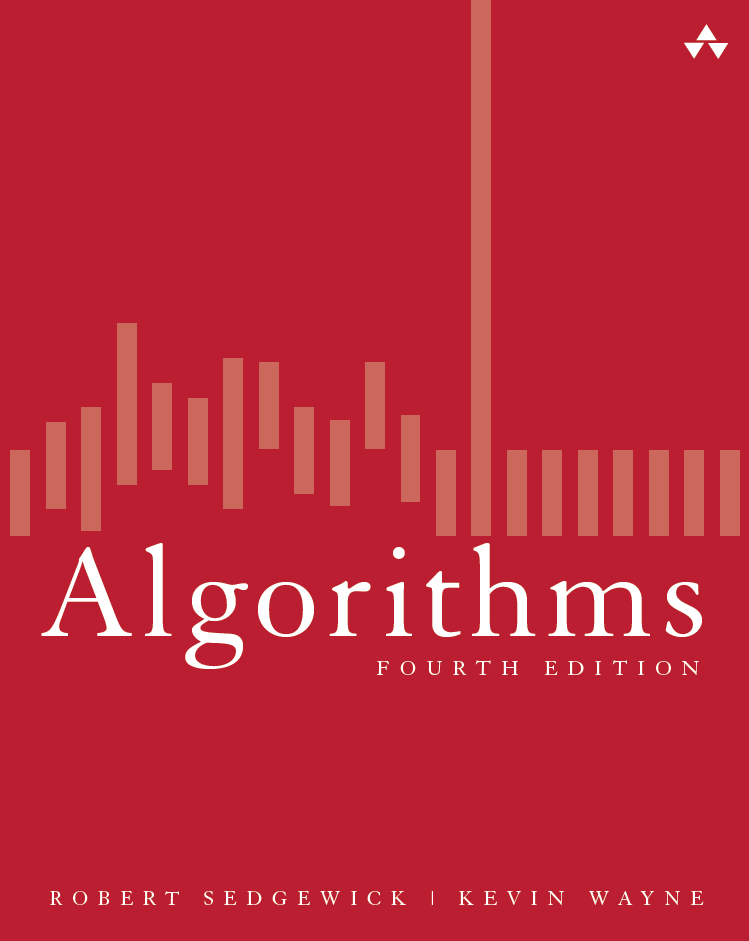 Algorithms
FOURTH EDITION
ROBERT SEDGEWICK | KEVIN WAYNE